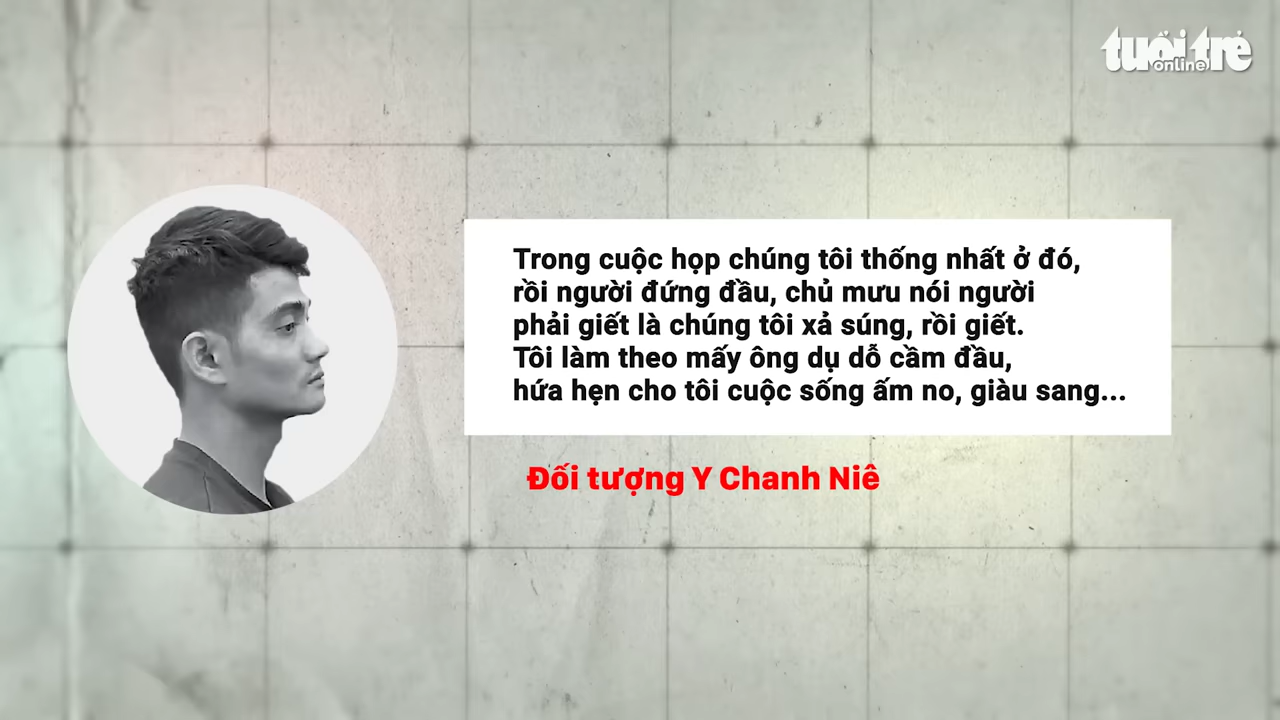 tuổi trẻ
online
Trong cuộc họp chúng tôi thống nhất ở đó,
rồi người đứng đầu, chủ mưu nói người
phải giết là chúng tôi xả súng, rồi giết.
Tôi làm theo mấy ông dụ dỗ cầm đầu,
hứa hẹn cho tôi cuộc sống ấm no, giàu sang...
Đối tượng Y Chanh Niê